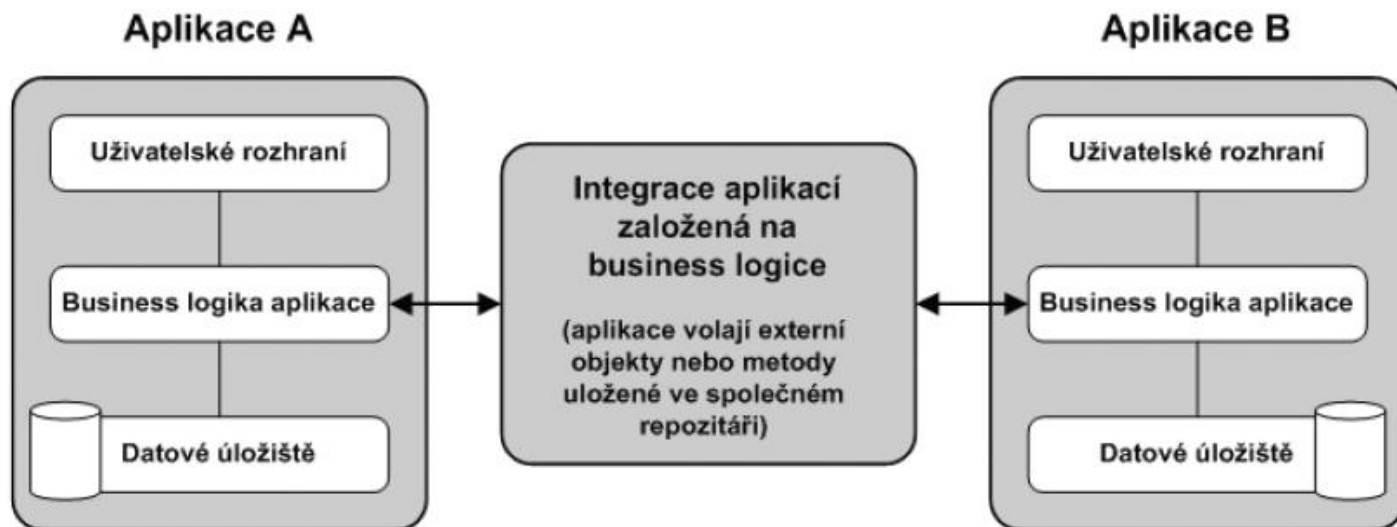 Aplikace A
Aplikace B
Uživatelské rozhraní
Business logika aplikace
Datové úložiště
Integrace aplikací
založená na
business logice
(aplikace volají externí
objekty nebo metody
uložené ve společném
repozitáři)
Uživatelské rozhraní
Business logika aplikace
Datové úložiště